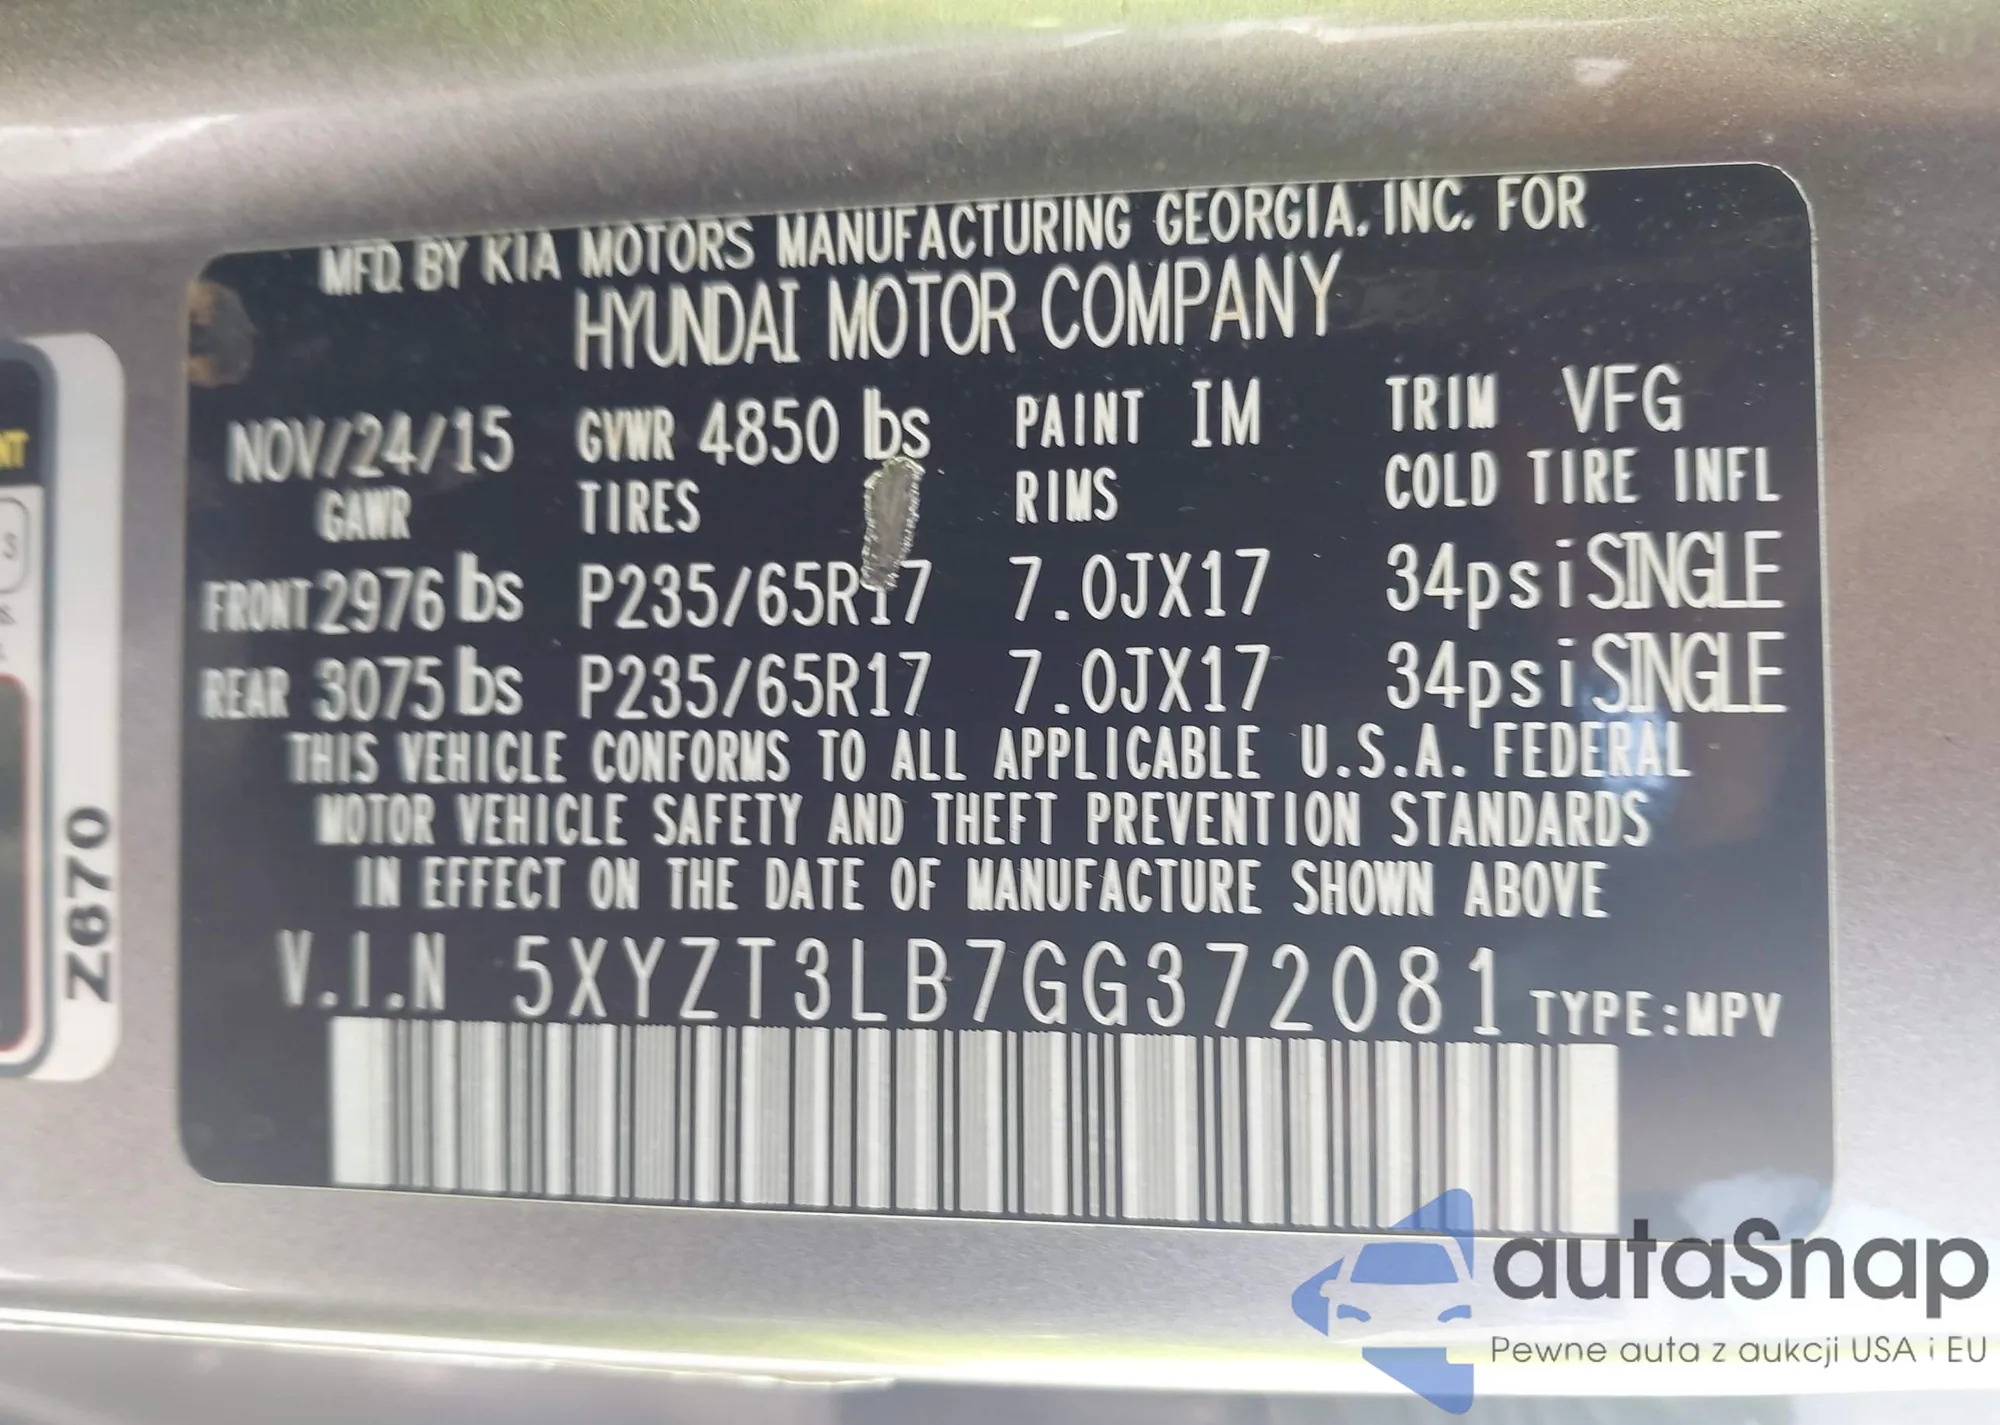 MFD. BY KIA MOTORS MANUFACTURING GEORGIA, INC. FOR
HYUNDAI MOTOR COMPANY
NOV/24/15 GVWR 4850 lbs PAINT IM TRIM VFG
GAWR TIRES RIMS COLD TIRE INFL
FRONT 2976 lbs P235/65R17 7.0JX17 34psi SINGLE
REAR 3075 lbs P235/65R17 7.0JX17 34psi SINGLE
THIS VEHICLE CONFORMS TO ALL APPLICABLE U.S.A. FEDERAL
MOTOR VEHICLE SAFETY AND THEFT PREVENTION STANDARDS
IN EFFECT ON THE DATE OF MANUFACTURE SHOWN ABOVE
V.I.N 5XYZT3LB7GG372081 TYPE:MPV
Z670
autaSnap
Pewne auta z aukcji USA i EU